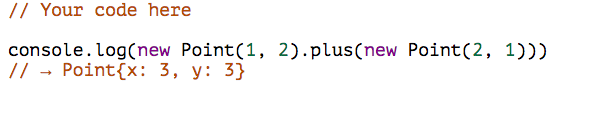 // Your code here
console.log(new Point(1, 2).plus(new Point(2, 1)))
// → Point{x: 3, y: 3}